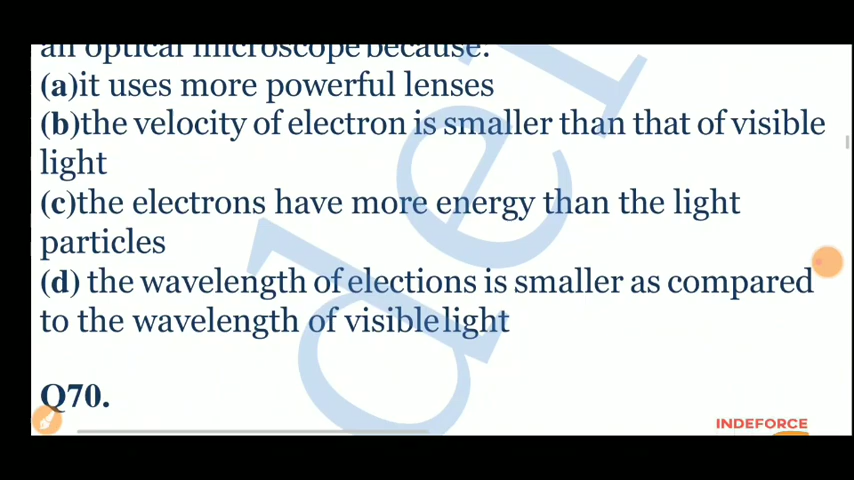 an optical microscope because:
(a)it uses more powerful lenses
(b)the velocity of electron is smaller than that of visible
light
(c)the electrons have more energy than the light
particles
(d) the wavelength of elections is smaller as compared
to the wavelength of visible light
Q70.
INDEFORCE